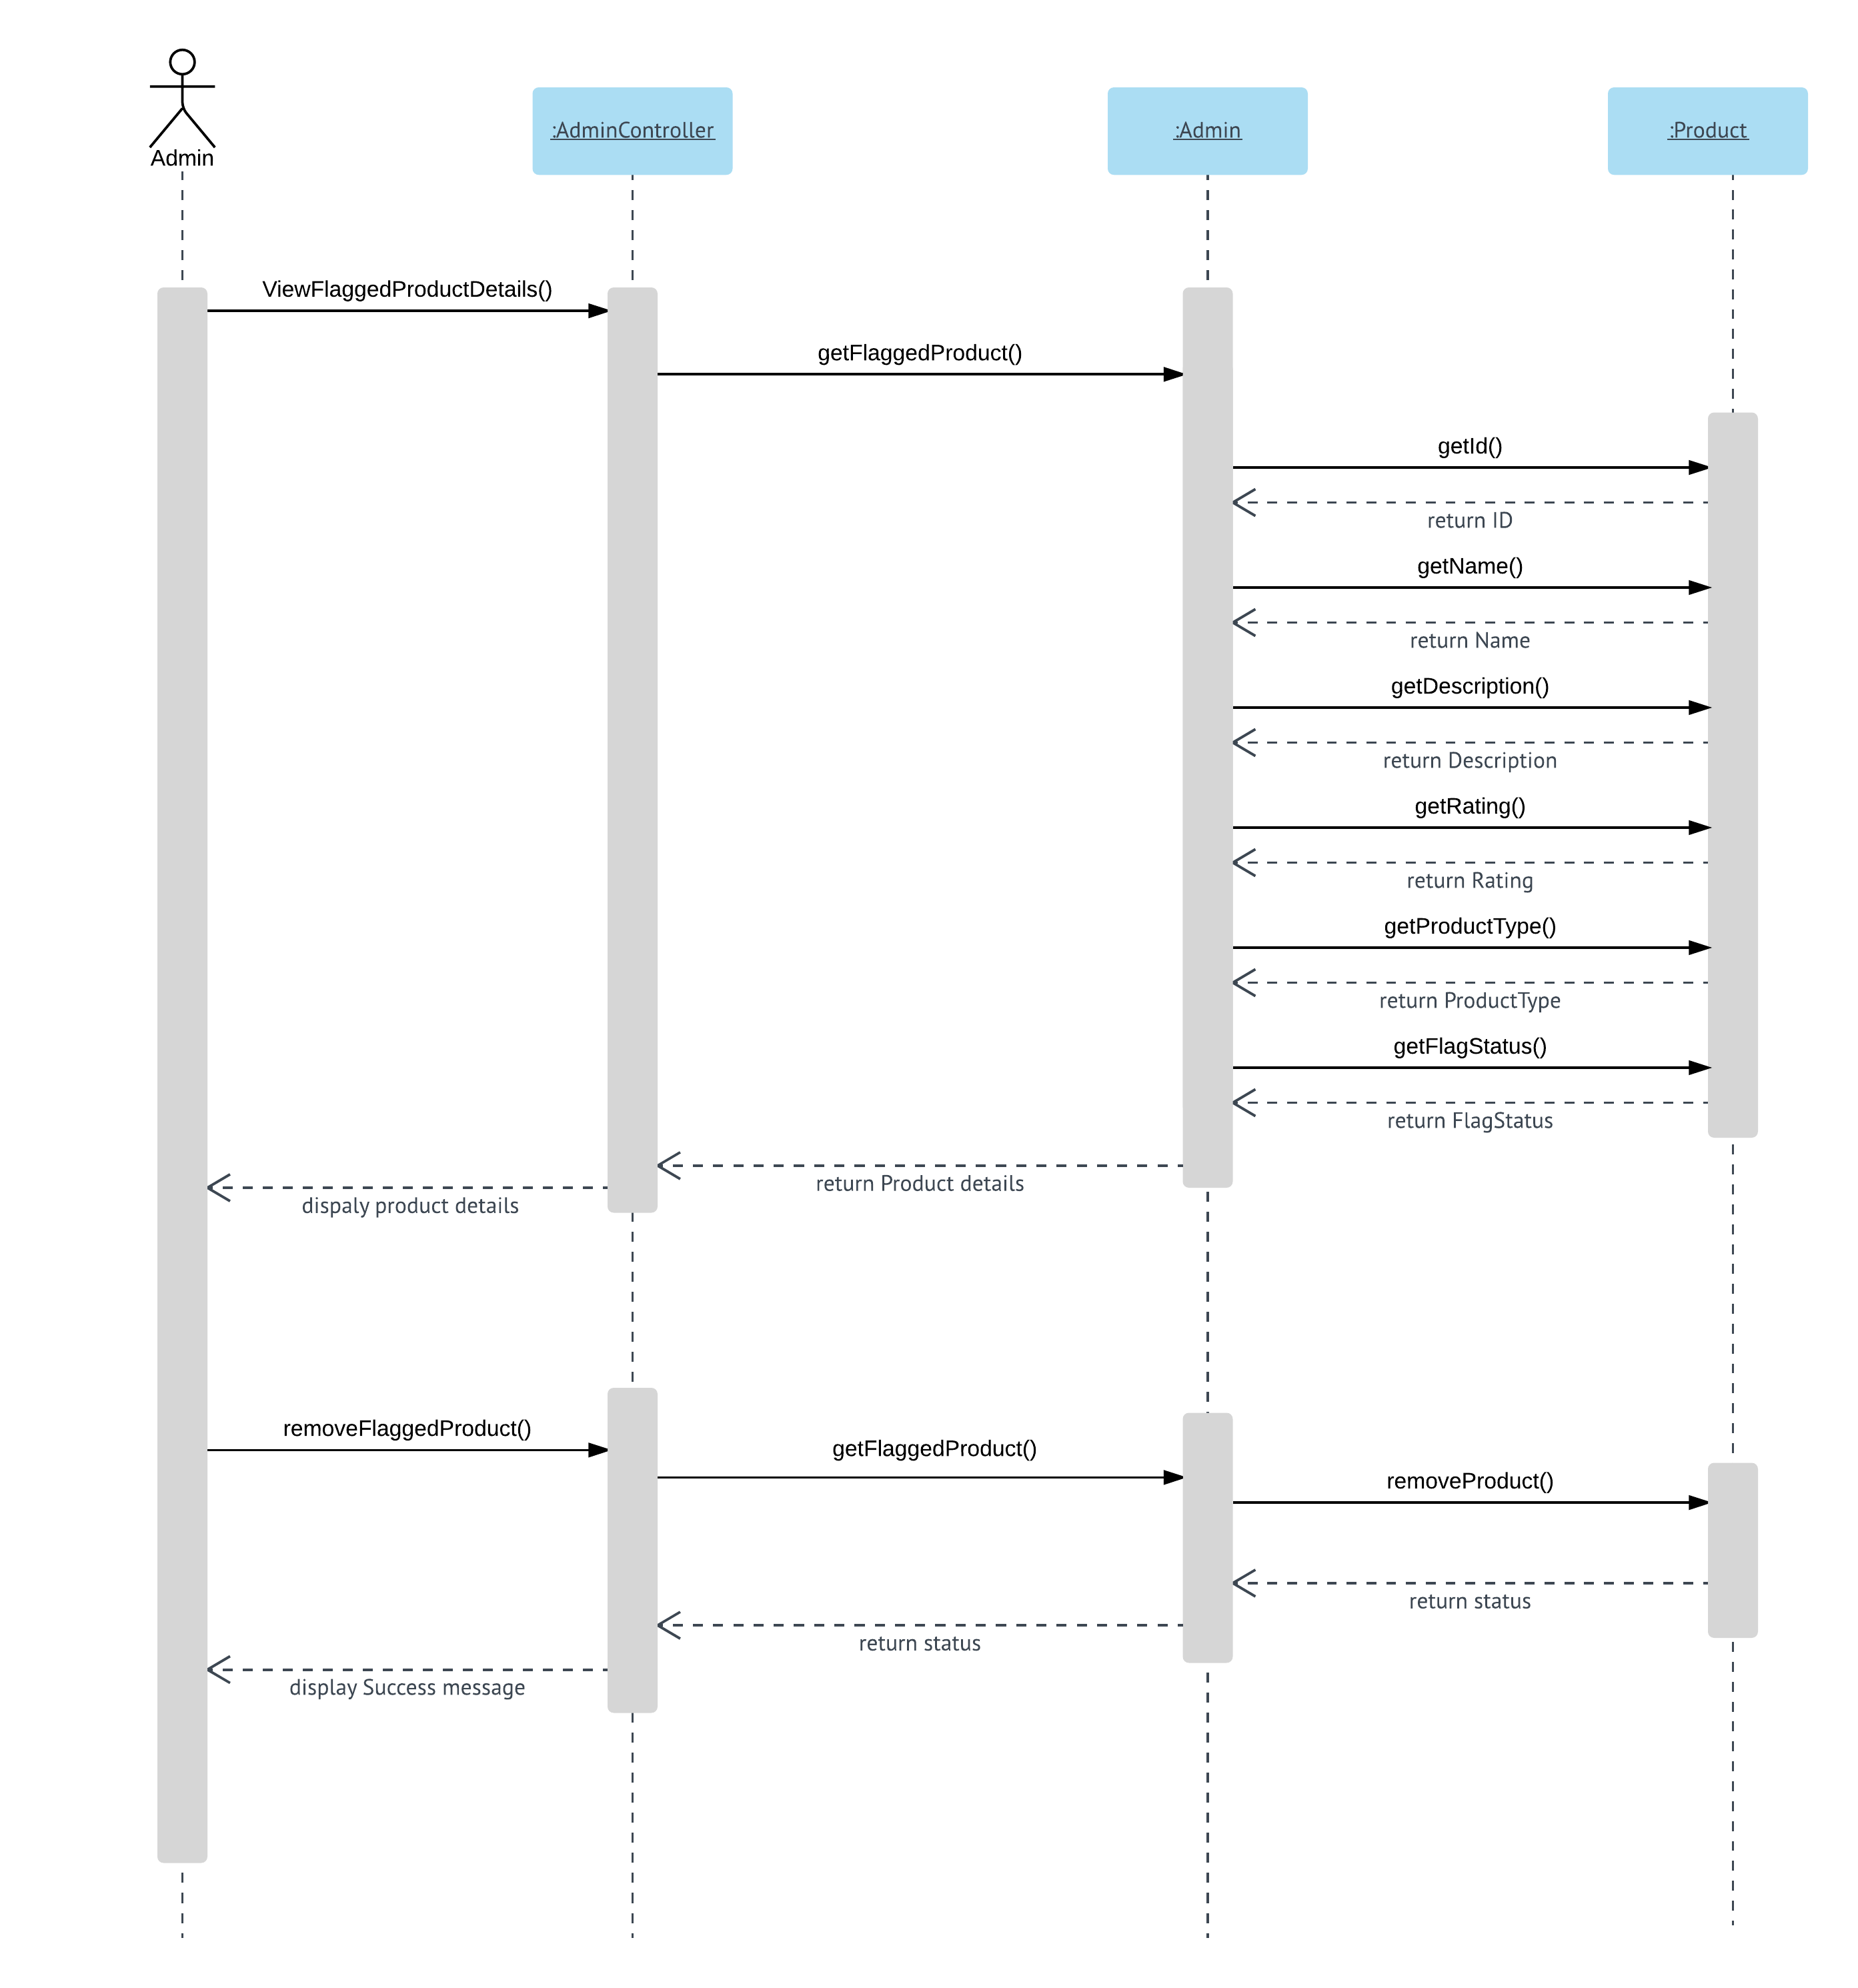 Admin
:AdminController
:Admin
:Product
ViewFlaggedProductDetails()
getFlaggedProduct()
getId()
return ID
getName()
return Name
getDescription()
return Description
getRating()
return Rating
getProductType()
return ProductType
getFlagStatus()
return FlagStatus
return Product details
dispaly product details
removeFlaggedProduct()
getFlaggedProduct()
removeProduct()
return status
return status
display Success message